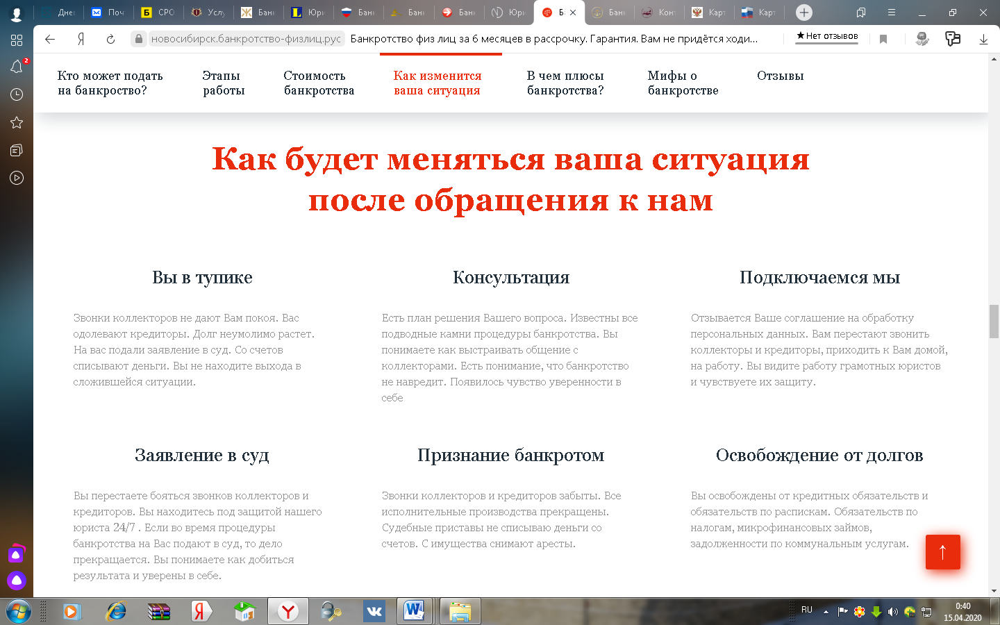 Днев
Поч
СРО
Услу
Банк
Юри
Банк
Банк
Банк
Юри
Ба
Банк
Конт
Карт
Карт
новосибирск.банкротство-физлиц.рус
Банкротство физ лиц за 6 месяцев в рассрочку. Гарантия. Вам не придётся ходи...
★Нет отзывов
2
Кто может подать
на банкроство?
Этапы
работы
Стоимость
банкротства
Как изменится
ваша ситуация
В чем плюсы
банкротства?
Мифы о
банкротстве
Отзывы
Как будет меняться ваша ситуация
после обращения к нам
Вы в тупике
Звонки коллекторов не дают Вам покоя. Вас
одолевают кредиторы. Долг неумолимо растет.
На вас подали заявление в суд. Со счетов
списывают деньги. Вы не находите выхода в
сложившейся ситуации.
Консультация
Есть план решения Вашего вопроса. Известны все
подводные камни процедуры банкротства. Вы
понимаете как выстраивать общение с
коллекторами. Есть понимание, что банкротство
не навредит. Появилось чувство уверенности в
себе
Подключаемся мы
Отзывается Ваше соглашение на обработку
персональных данных. Вам перестают звонить
коллекторы и кредиторы, приходить к Вам домой,
на работу. Вы видите работу грамотных юристов
и чувствуете их защиту.
Заявление в суд
Вы перестаете бояться звонков коллекторов и
кредиторов. Вы находитесь под защитой нашего
юриста 24/7 . Если во время процедуры
банкротства на Вас подают в суд, то дело
прекращается. Вы понимаете как добиться
результата и уверены в себе.
Признание банкротом
Звонки коллекторов и кредиторов забыты. Все
исполнительные производства прекращены.
Судебные приставы не списываю деньги со
счетов. С имущества снимают аресты.
Освобождение от долгов
Вы освобождены от кредитных обязательств и
обязательств по распискам. Обязательств по
налогам, микрофинансовых займов,
задолженности по коммунальным услугам.
RU
0:40
15.04.2020